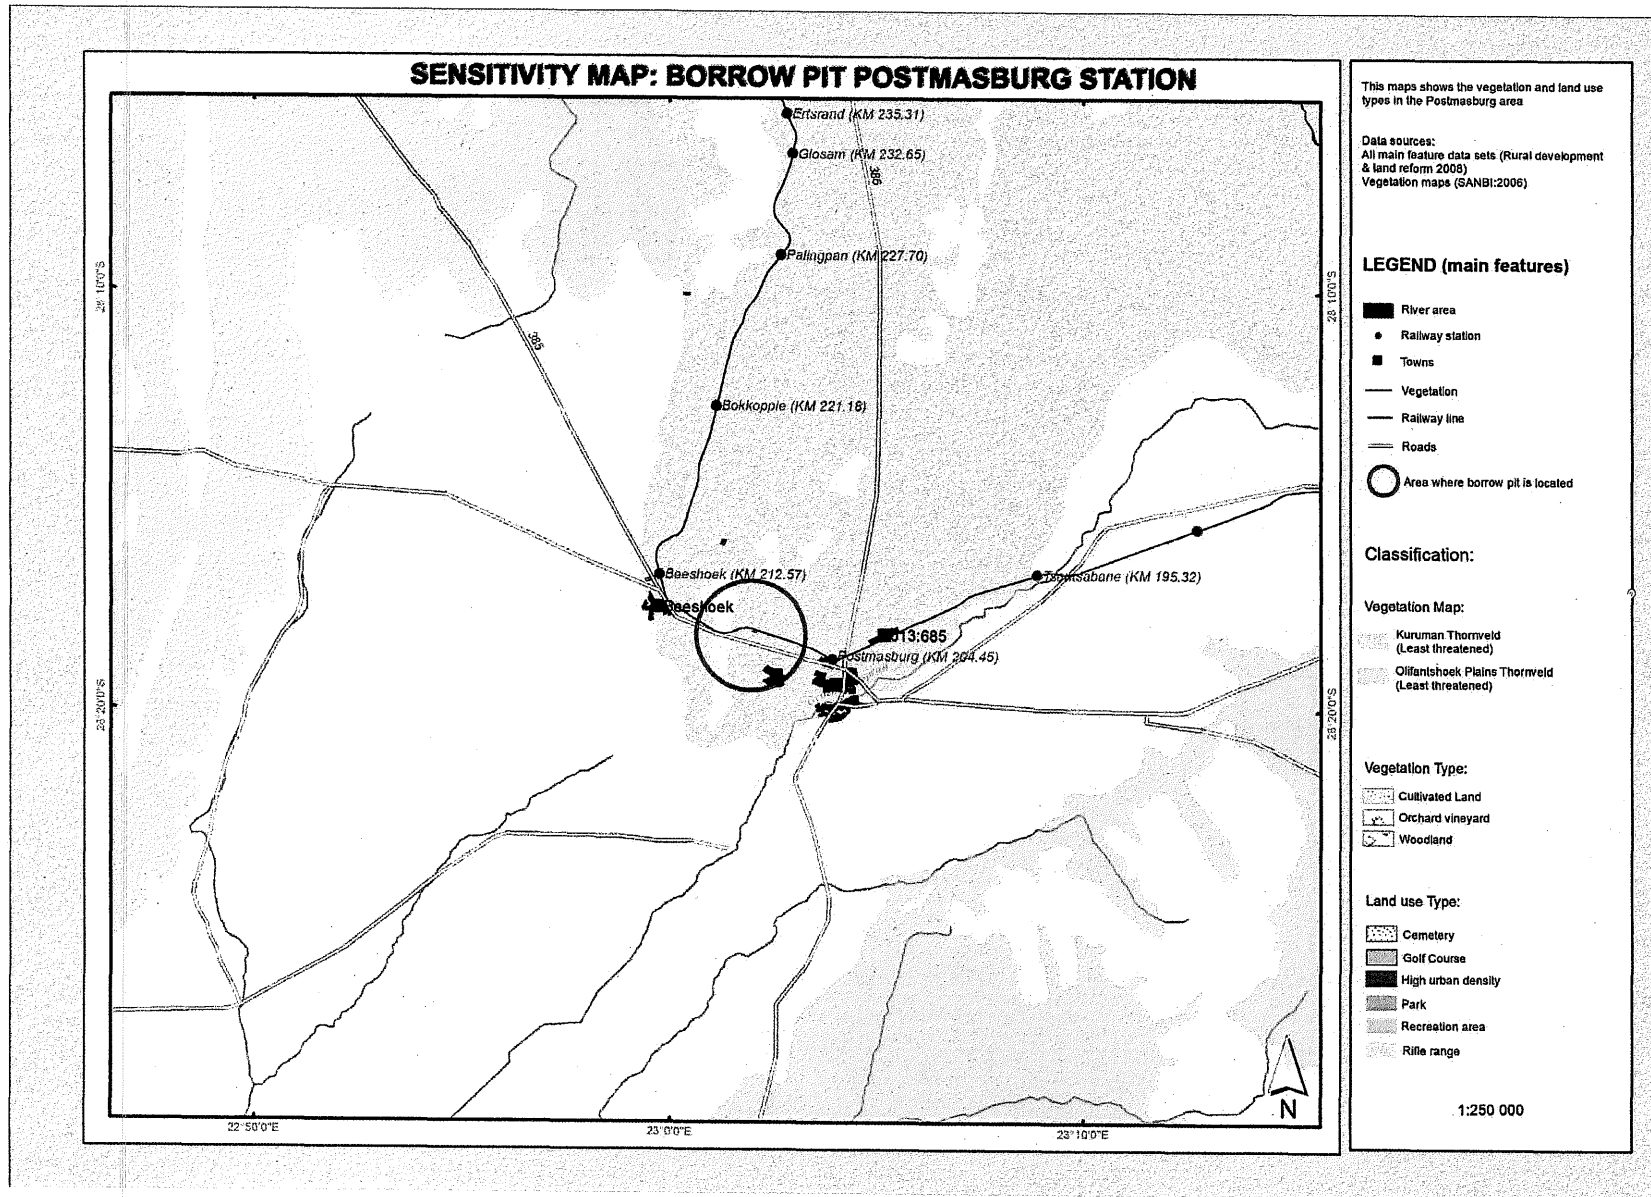 SENSITIVITY MAP: BORROW PIT POSTMASBURG STATION
Ertsrand (KM 235.31)
Glosam (KM 232.65)
385
Palingpan (KM 227.70)
385
Bokkoppie (KM 221.18)
Beeshoek (KM 212.57)
Beeshoek
Tsantsabane (KM 195.32)
J13:685
Postmasburg (KM 204.45)
28°10'0"S
28°10'0"S
28°20'0"S
28°20'0"S
22°50'0"E
23°0'0"E
23°10'0"E
N
This maps shows the vegetation and land use
types in the Postmasburg area
Data sources:
All main feature data sets (Rural development
& land reform 2008)
Vegetation maps (SANBI:2006)
LEGEND (main features)
River area
Railway station
Towns
Vegetation
Railway line
Roads
Area where borrow pit is located
Classification:
Vegetation Map:
Kuruman Thornveld
(Least threatened)
Olifantshoek Plains Thornveld
(Least threatened)
Vegetation Type:
Cultivated Land
Orchard vineyard
Woodland
Land use Type:
Cemetery
Golf Course
High urban density
Park
Recreation area
Rifle range
1:250 000